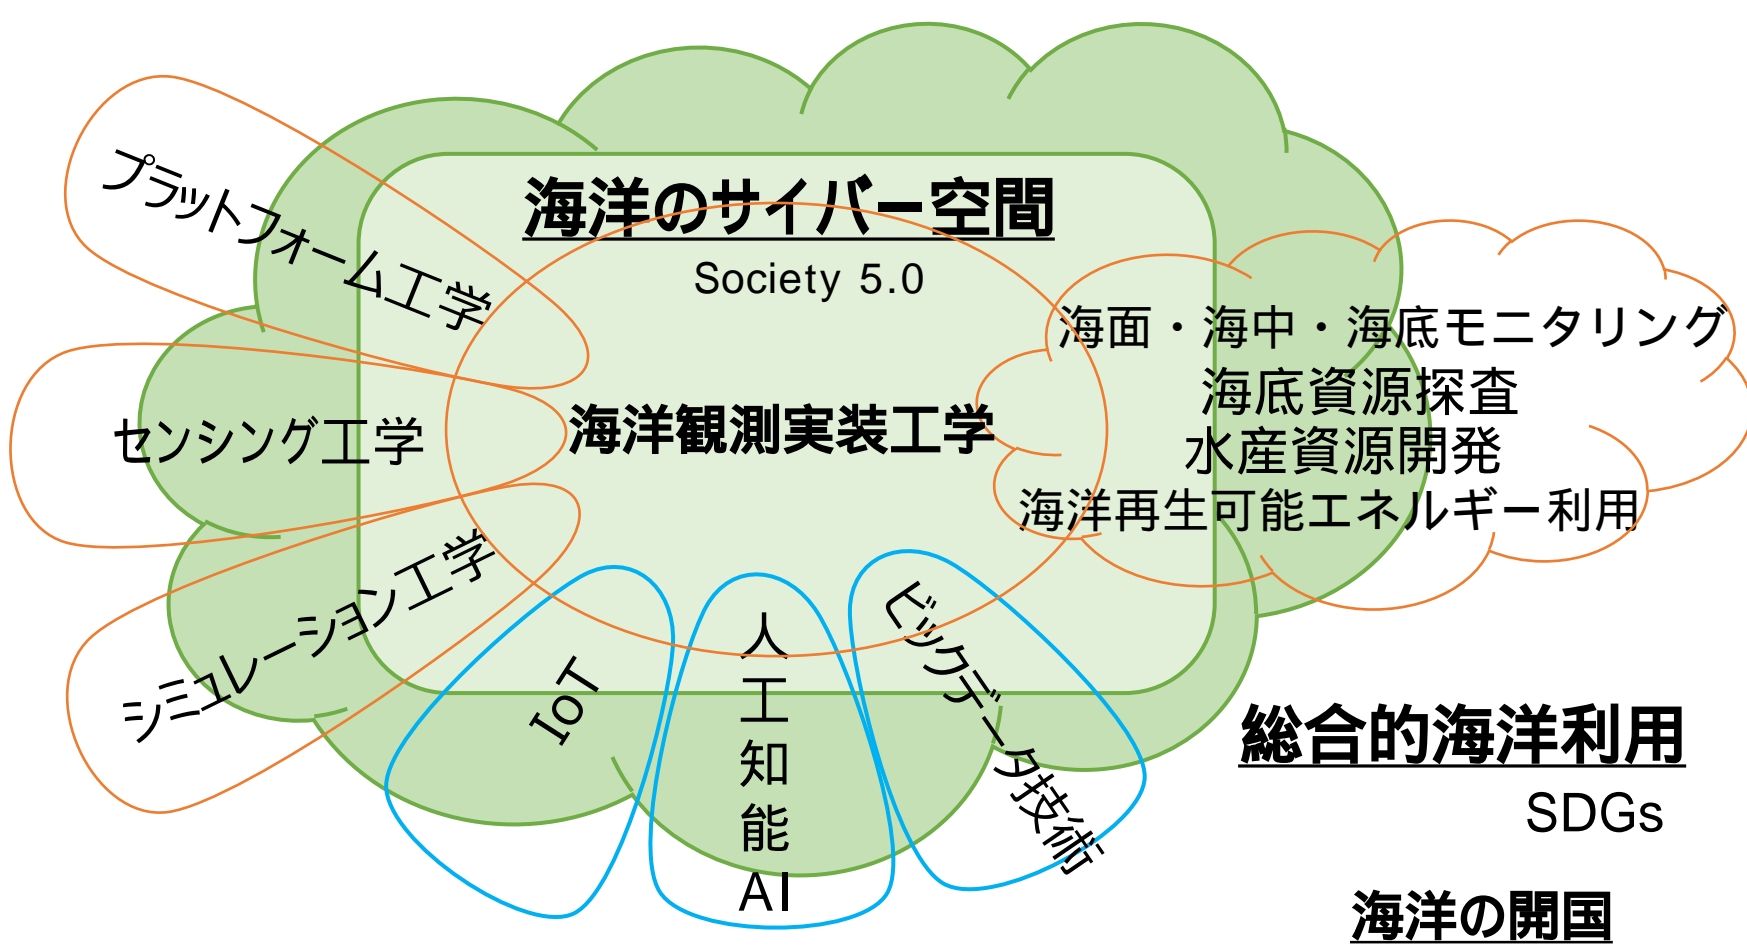 海洋のサイバー空間
Society 5.0
プラットフォーム工学
センシング工学
シミュレーション工学
海洋観測実装工学
海面・海中・海底モニタリング
海底資源探査
水産資源開発
海洋再生可能エネルギー利用
IoT
人工知能AI
ビックデータ技術
総合的海洋利用
SDGs
海洋の開国